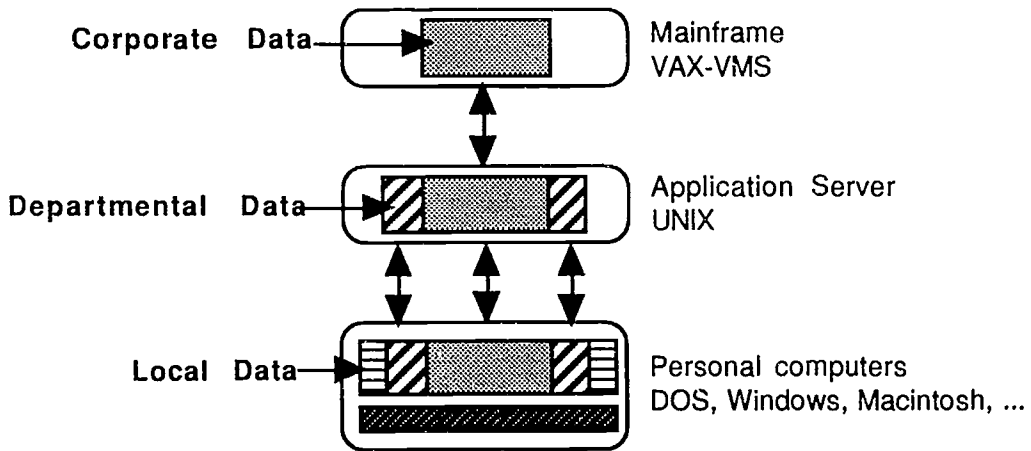 Corporate Data
Mainframe
VAX-VMS
Departmental Data
Application Server
UNIX
Local Data
Personal computers
DOS, Windows, Macintosh, ...